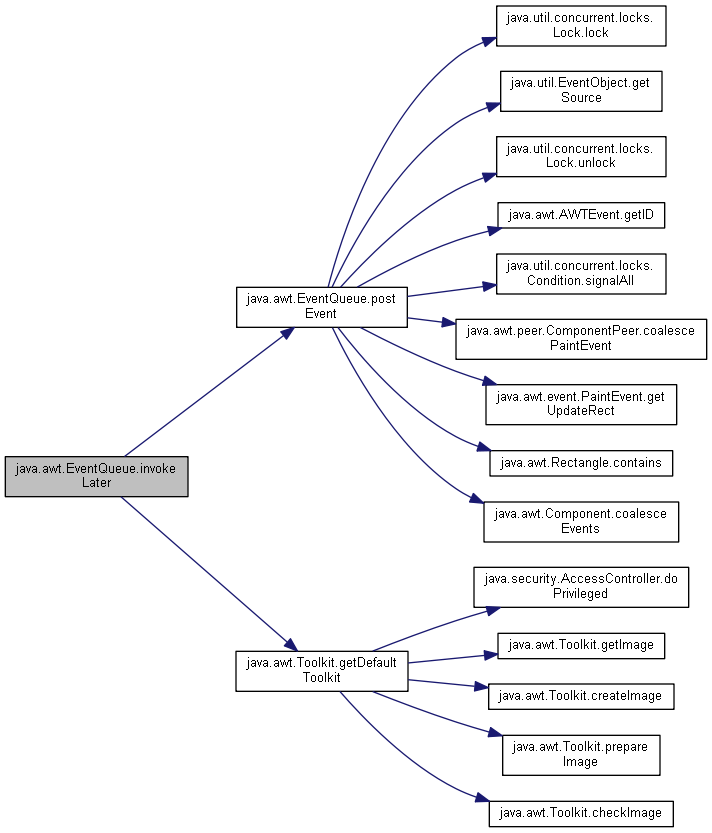 java.util.concurrent.locks.
Lock.lock
java.util.EventObject.get
Source
java.util.concurrent.locks.
Lock.unlock
java.awt.AWTEvent.getID
java.util.concurrent.locks.
Condition.signalAll
java.awt.EventQueue.post
Event
java.awt.peer.ComponentPeer.coalesce
PaintEvent
java.awt.event.PaintEvent.get
UpdateRect
java.awt.Rectangle.contains
java.awt.EventQueue.invoke
Later
java.awt.Component.coalesce
Events
java.security.AccessController.do
Privileged
java.awt.Toolkit.getImage
java.awt.Toolkit.getDefault
Toolkit
java.awt.Toolkit.createImage
java.awt.Toolkit.prepare
Image
java.awt.Toolkit.checkImage